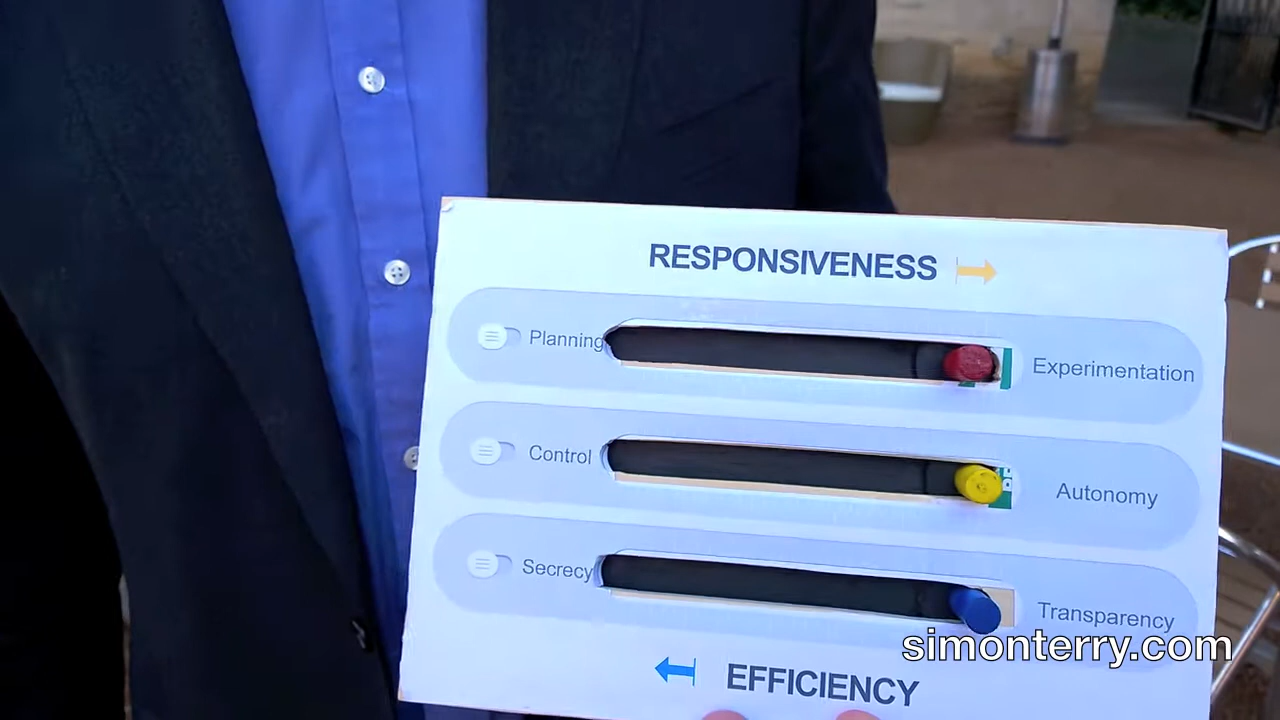 RESPONSIVENESS
Planning
Experimentation
Control
Autonomy
Secrecy
Transparency
simonterry.com
EFFICIENCY